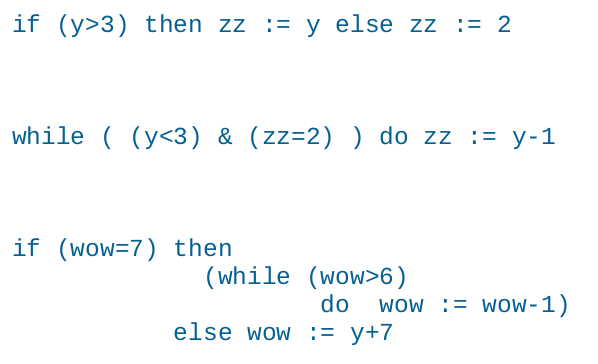 if (y>3) then zz := y else zz := 2
while ( (y<3) & (zz=2) ) do zz := y-1
if (wow=7) then
(while (wow>6)
do  wow := wow-1)
else wow := y+7